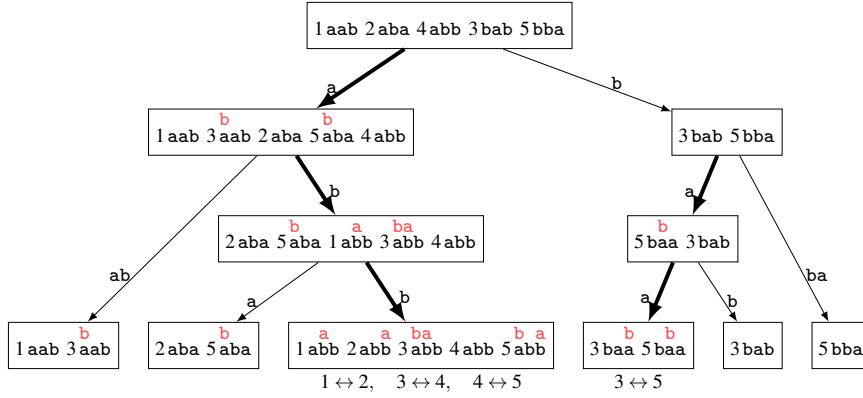 1 aab 2 aba 4 abb 3 bab 5 bba
a
b
b b
1 aab 3 aab 2 aba 5 aba 4 abb
3 bab 5 bba
b
a
b a ba
2 aba 5 aba 1 abb 3 abb 4 abb
b
5 baa 3 bab
ab
a
b
a
b
ba
b
1 aab 3 aab
b
2 aba 5 aba
a a ba b a
1 abb 2 abb 3 abb 4 abb 5 abb
b b
3 baa 5 baa
3 bab
5 bba
1 ↔ 2, 3 ↔ 4, 4 ↔ 5
3 ↔ 5